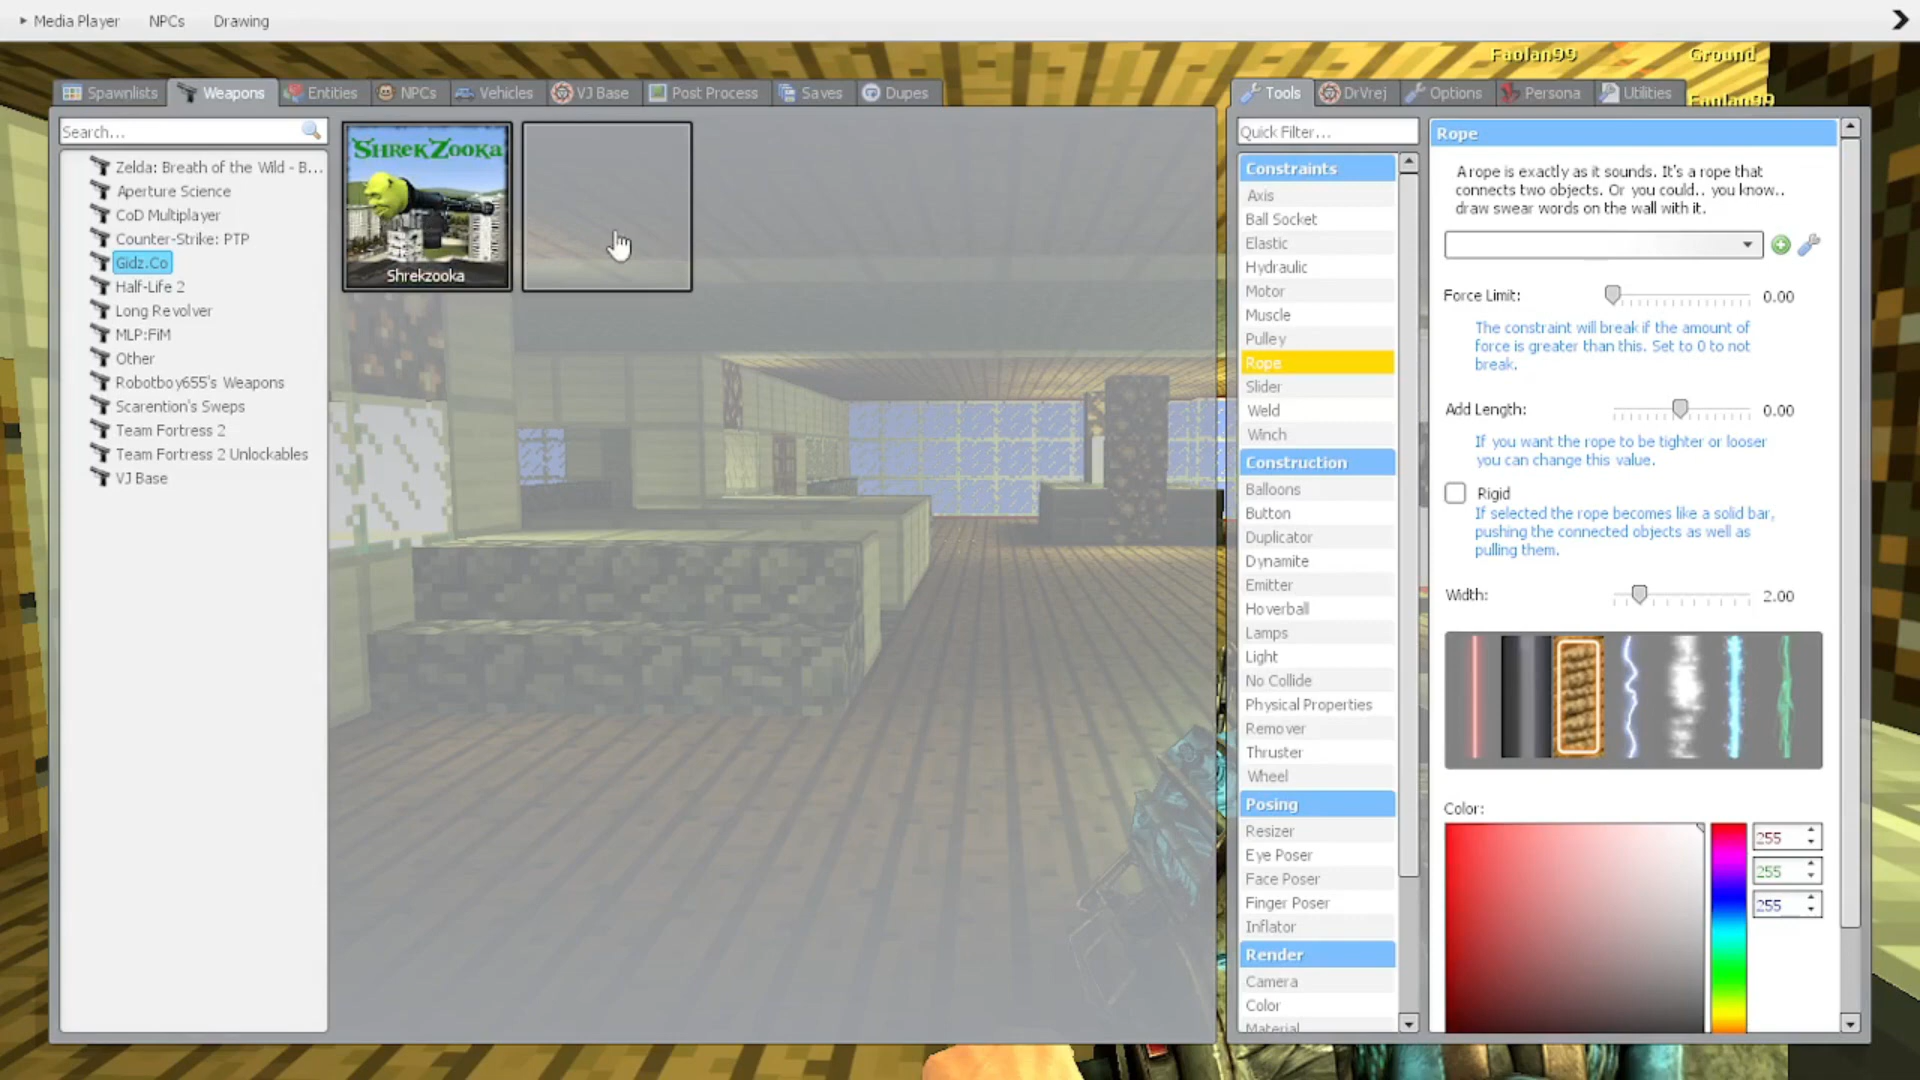 Media Player NPCs Drawing
Faolan99 Ground
Faolan99
Spawnlists Weapons Entities NPCs Vehicles VJ Base Post Process Saves Dupes
Tools DrVrej Options Persona Utilities
Search...
Zelda: Breath of the Wild - B...
Aperture Science
CoD Multiplayer
Counter-Strike: PTP
Gidz.Co
Half-Life 2
Long Revolver
MLP:FiM
Other
Robotboy655's Weapons
Scarention's Sweps
Team Fortress 2
Team Fortress 2 Unlockables
VJ Base
SHREKZOOKA
Shrekzooka
Quick Filter...
Constraints
Axis
Ball Socket
Elastic
Hydraulic
Motor
Muscle
Pulley
Rope
Slider
Weld
Winch
Construction
Balloons
Button
Duplicator
Dynamite
Emitter
Hoverball
Lamps
Light
No Collide
Physical Properties
Remover
Thruster
Wheel
Posing
Resizer
Eye Poser
Face Poser
Finger Poser
Inflator
Render
Camera
Color
Material
Rope
A rope is exactly as it sounds. It's a rope that
connects two objects. Or you could.. you know..
draw swear words on the wall with it.
Force Limit: 0.00
The constraint will break if the amount of
force is greater than this. Set to 0 to not
break.
Add Length: 0.00
If you want the rope to be tighter or looser
you can change this value.
Rigid
If selected the rope becomes like a solid bar,
pushing the connected objects as well as
pulling them.
Width: 2.00
Color:
255
255
255